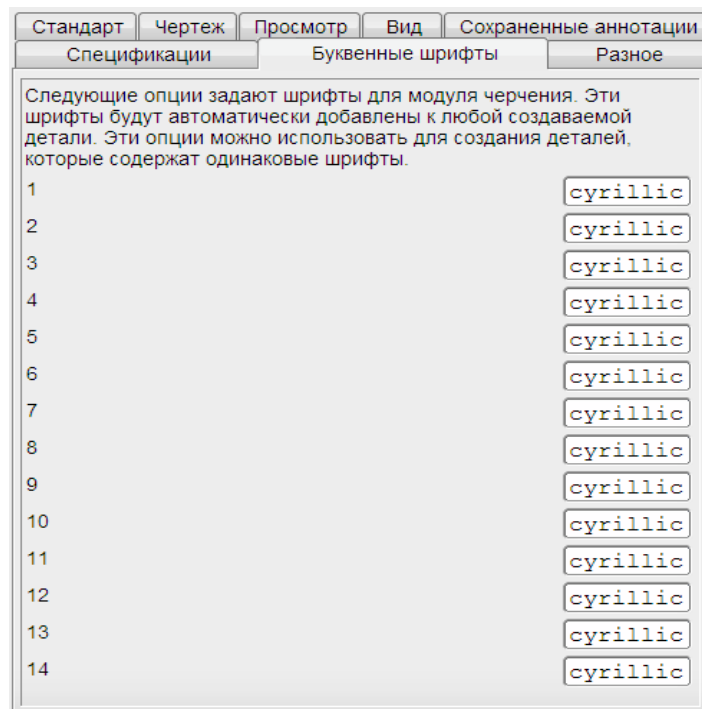 Стандарт Чертеж Просмотр Вид Сохраненные аннотации
Спецификации Буквенные шрифты Разное
Следующие опции задают шрифты для модуля черчения. Эти
шрифты будут автоматически добавлены к любой создаваемой
детали. Эти опции можно использовать для создания деталей,
которые содержат одинаковые шрифты.
1 cyrillic
2 cyrillic
3 cyrillic
4 cyrillic
5 cyrillic
6 cyrillic
7 cyrillic
8 cyrillic
9 cyrillic
10 cyrillic
11 cyrillic
12 cyrillic
13 cyrillic
14 cyrillic